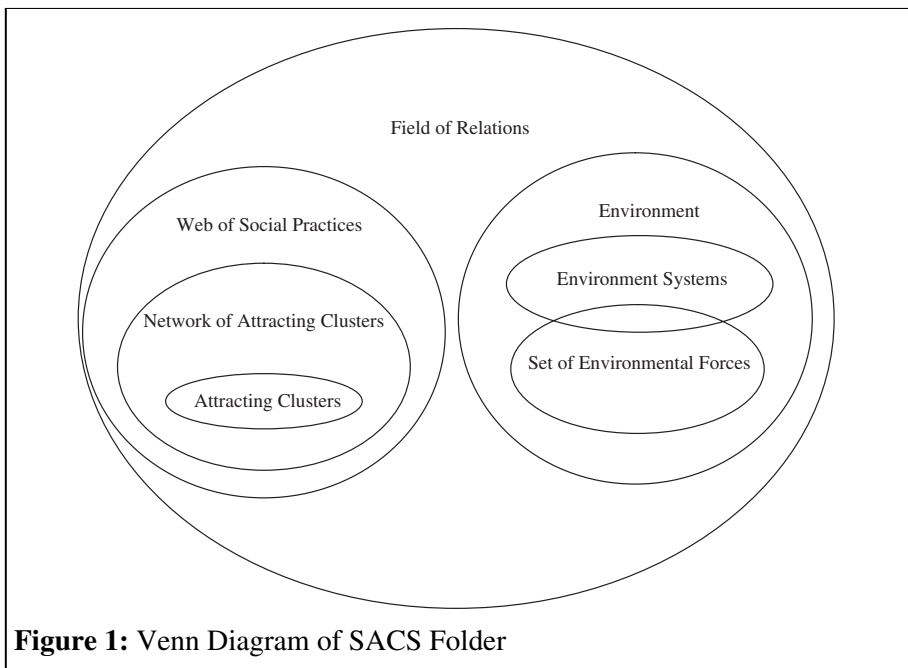 Field of Relations
Web of Social Practices
Environment
Environment Systems
Network of Attracting Clusters
Set of Environmental Forces
Attracting Clusters
Figure 1: Venn Diagram of SACS Folder